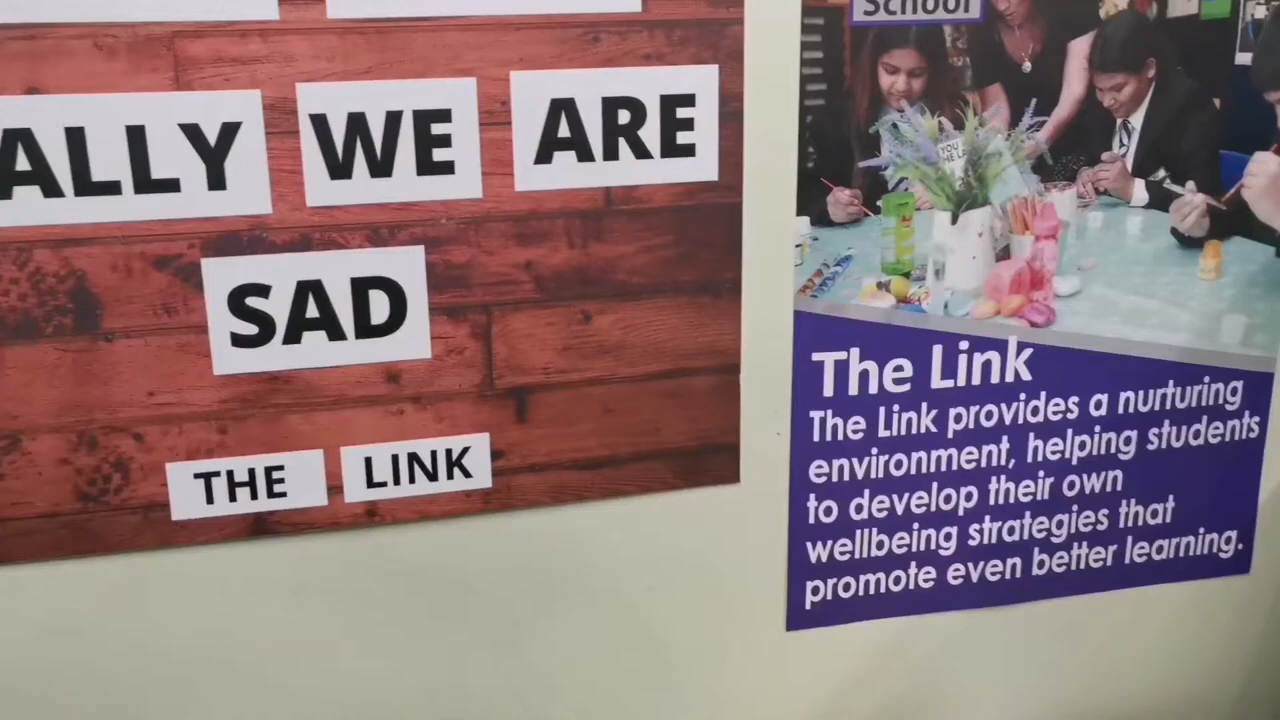 ALLY WE ARE
SAD
THE LINK
School
The Link
The Link provides a nurturing
environment, helping students
to develop their own
wellbeing strategies that
promote even better learning.